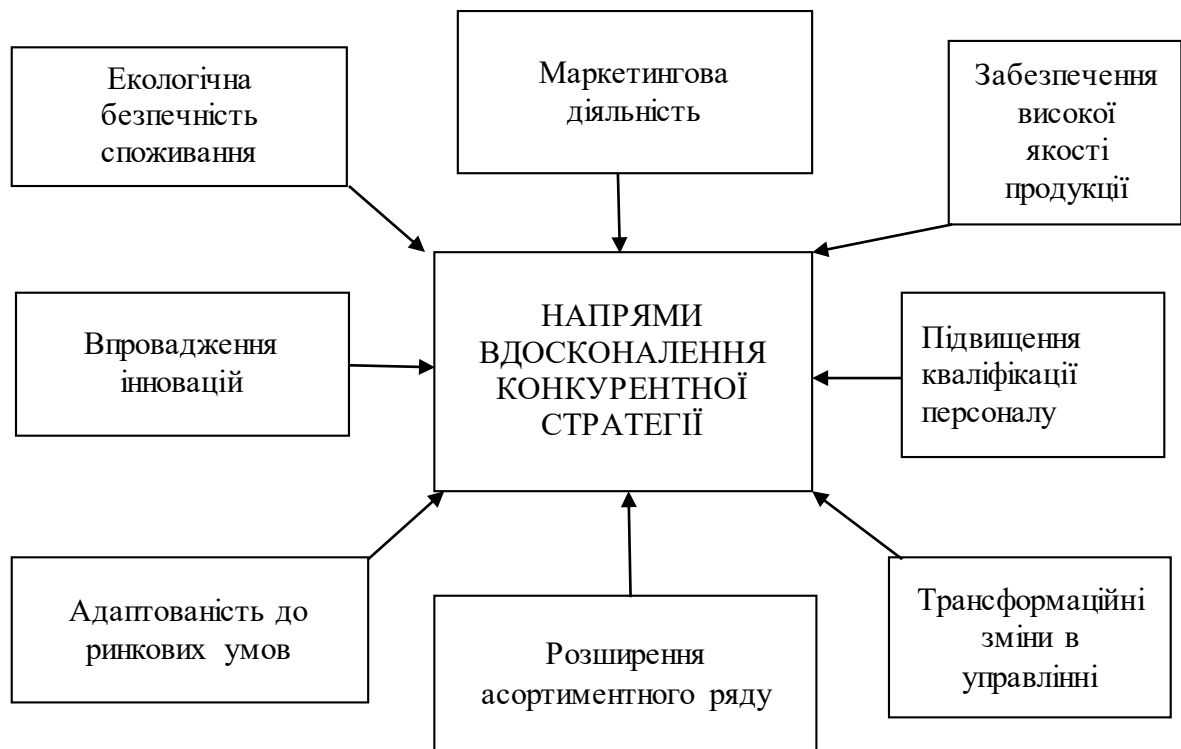 Екологічна
безпечність
споживання
Маркетингова
діяльність
Забезпечення
високої
якості
продукції
Впровадження
інновацій
НАПРЯМИ
ВДОСКОНАЛЕННЯ
КОНКУРЕНТНОЇ
СТРАТЕГІЇ
Підвищення
кваліфікації
персоналу
Адаптованість до
ринкових умов
Розширення
асортиментного ряду
Трансформаційні
зміни в
управлінні